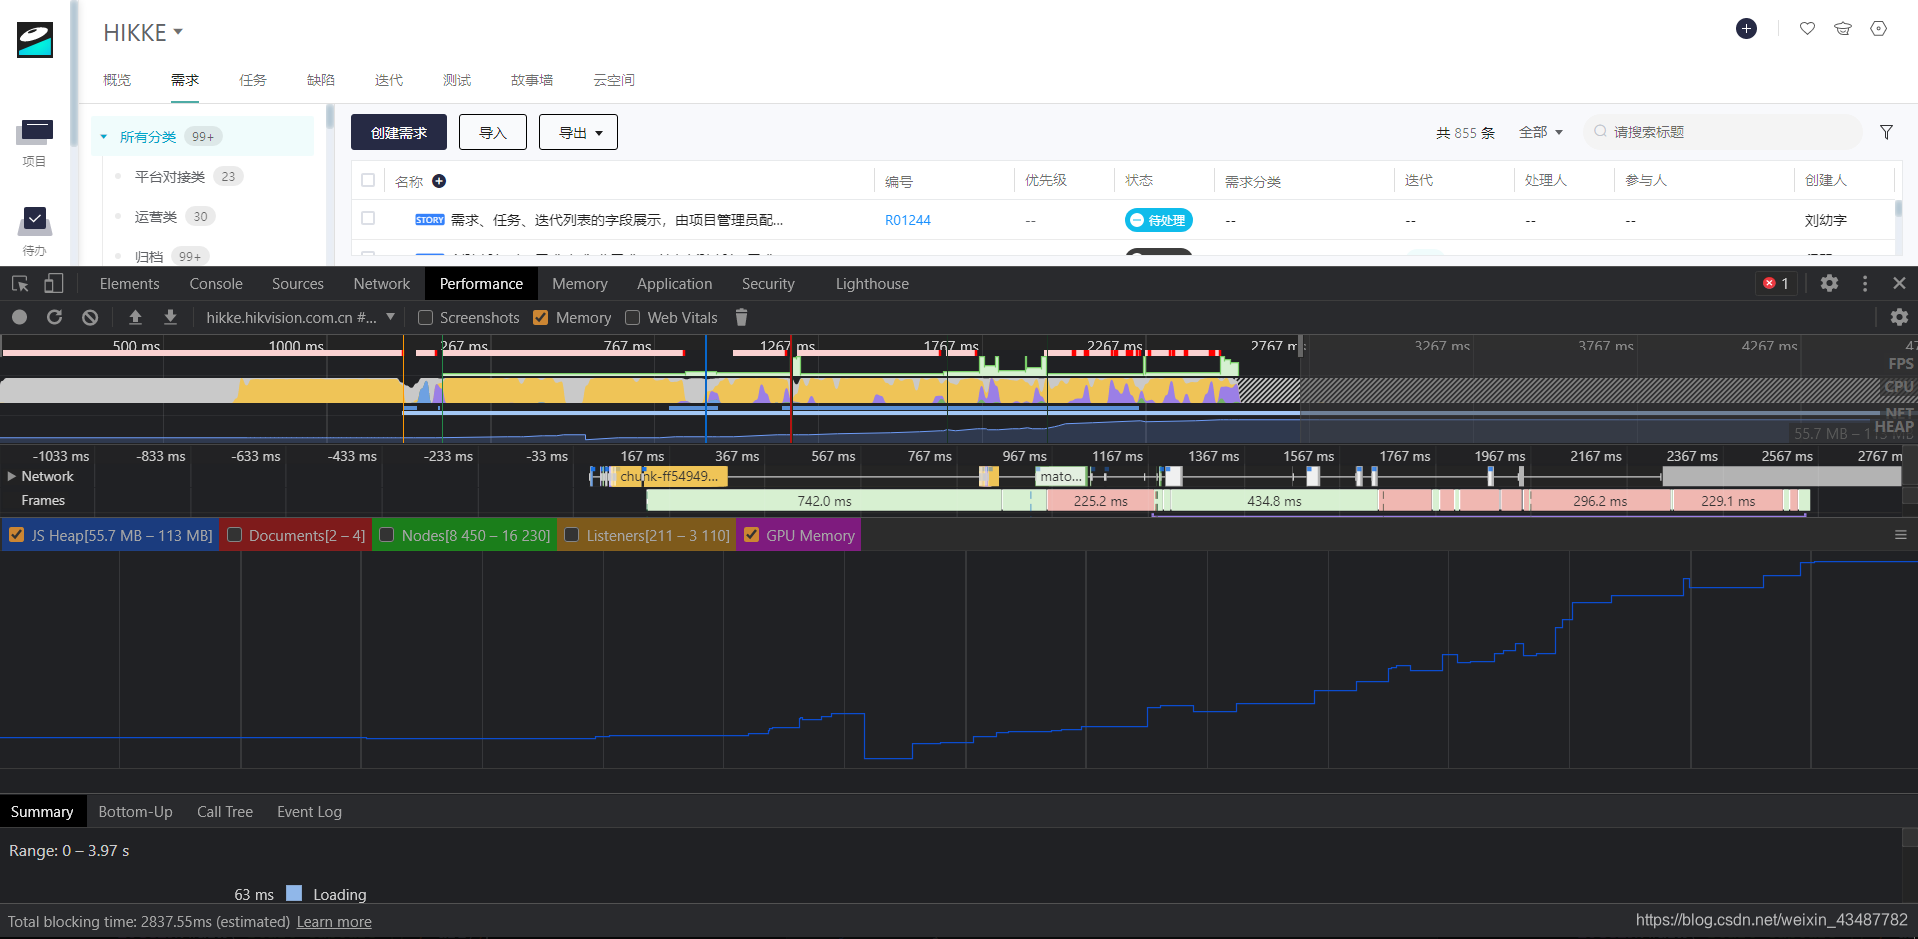 HIKKE
概览 需求 任务 缺陷 迭代 测试 故事墙 云空间
项目
待办
所有分类 99+
平台对接类 23
运营类 30
归档 99+
创建需求 导入 导出 共 855 条 全部 请搜索标题
名称 编号 优先级 状态 需求分类 迭代 处理人 参与人 创建人
STORY 需求、任务、迭代列表的字段展示，由项目管理员配... R01244 -- 待处理 -- -- -- -- 刘幼字
Elements Console Sources Network Performance Memory Application Security Lighthouse 1
hikke.hikvision.com.cn #... Screenshots Memory Web Vitals
500 ms 1000 ms 267 ms 767 ms 1267 ms 1767 ms 2267 ms 2767 m 3267 ms 3767 ms 4267 ms 47
FPS
CPU
NET
HEAP
55.7 MB – 113 MB
-1033 ms -833 ms -633 ms -433 ms -233 ms -33 ms 167 ms 367 ms 567 ms 767 ms 967 ms 1167 ms 1367 ms 1567 ms 1767 ms 1967 ms 2167 ms 2367 ms 2567 ms 2767 m
Network chunk-ff54949... mato...
Frames 742.0 ms 225.2 ms 434.8 ms 296.2 ms 229.1 ms
JS Heap[55.7 MB – 113 MB] Documents[2 – 4] Nodes[8 450 – 16 230] Listeners[211 – 3 110] GPU Memory
Summary Bottom-Up Call Tree Event Log
Range: 0 – 3.97 s
63 ms Loading
Total blocking time: 2837.55ms (estimated) Learn more
https://blog.csdn.net/weixin_43487782